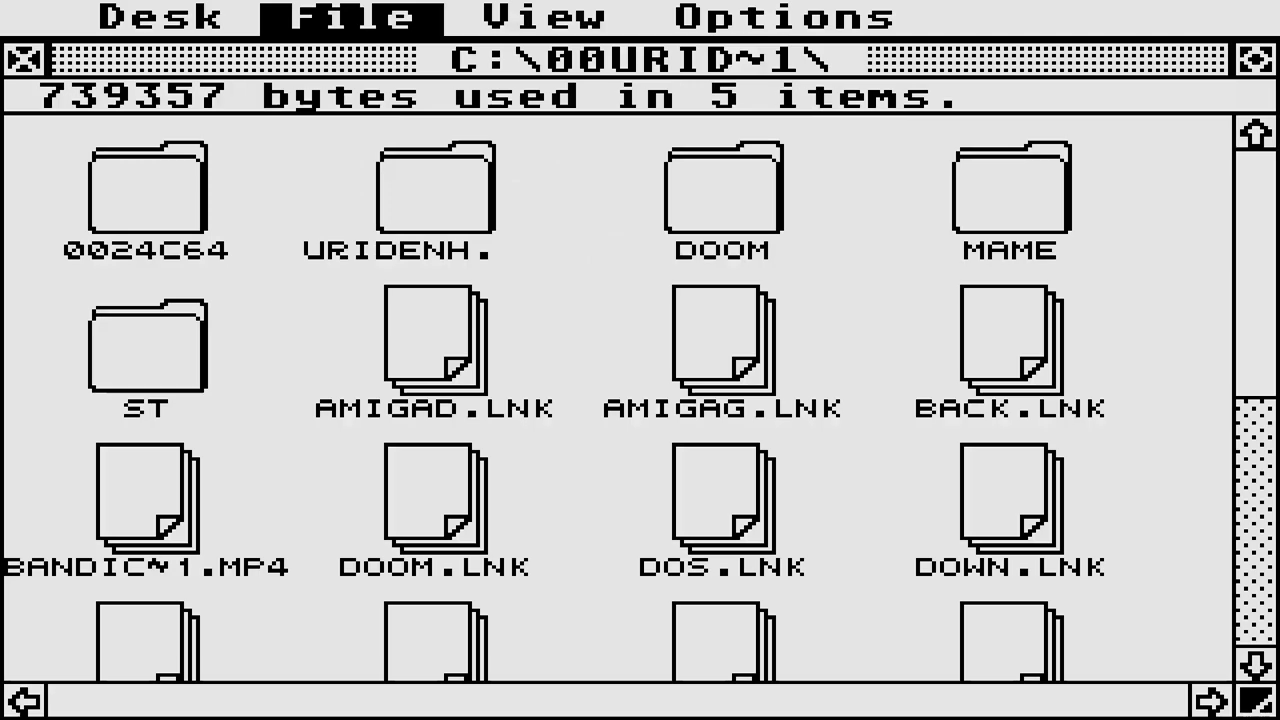 Desk File View Options
C:\00URID~1\
739357 bytes used in 5 items.
0024C64 URIDENH. DOOM MAME
ST AMIGAD.LNK AMIGAG.LNK BACK.LNK
BANDIC~1.MP4 DOOM.LNK DOS.LNK DOWN.LNK